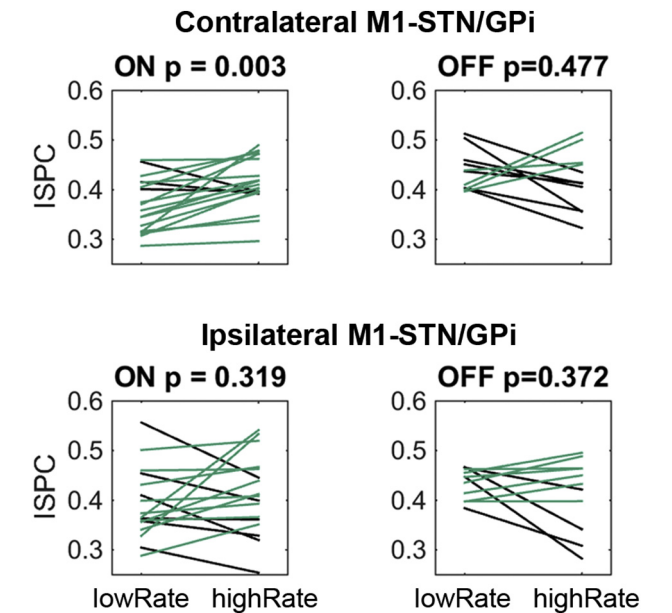 Contralateral M1-STN/GPi
ON p = 0.003 OFF p=0.477
0.6 0.6
0.5 0.5
0.4 0.4
0.3 0.3
ISPC
Ipsilateral M1-STN/GPi
ON p = 0.319 OFF p=0.372
0.6 0.6
0.5 0.5
0.4 0.4
0.3 0.3
ISPC
lowRate highRate lowRate highRate